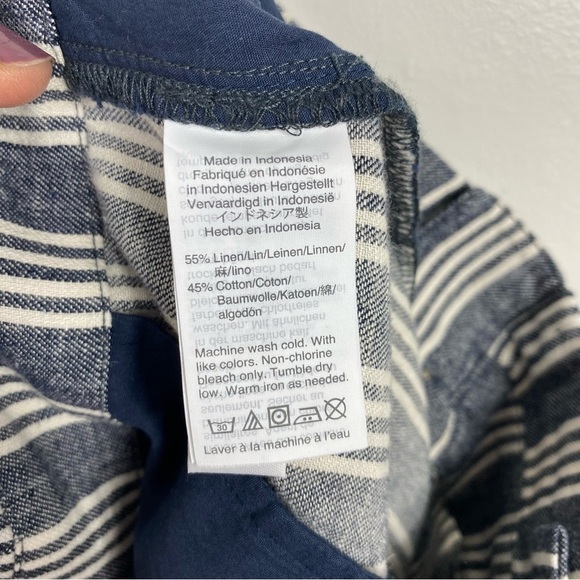 Made in Indonesia
Fabriqué en Indonésie
in Indonesien Hergestellt
Vervaardigd in Indonesië
インドネシア製
Hecho en Indonesia
55% Linen/Lin/Leinen/Linnen/
麻/lino
45% Cotton/Coton/
Baumwolle/Katoen/綿/
algodón
Machine wash cold. With
like colors. Non-chlorine
bleach only. Tumble dry
low. Warm iron as needed.
30
Laver à la machine à l'eau